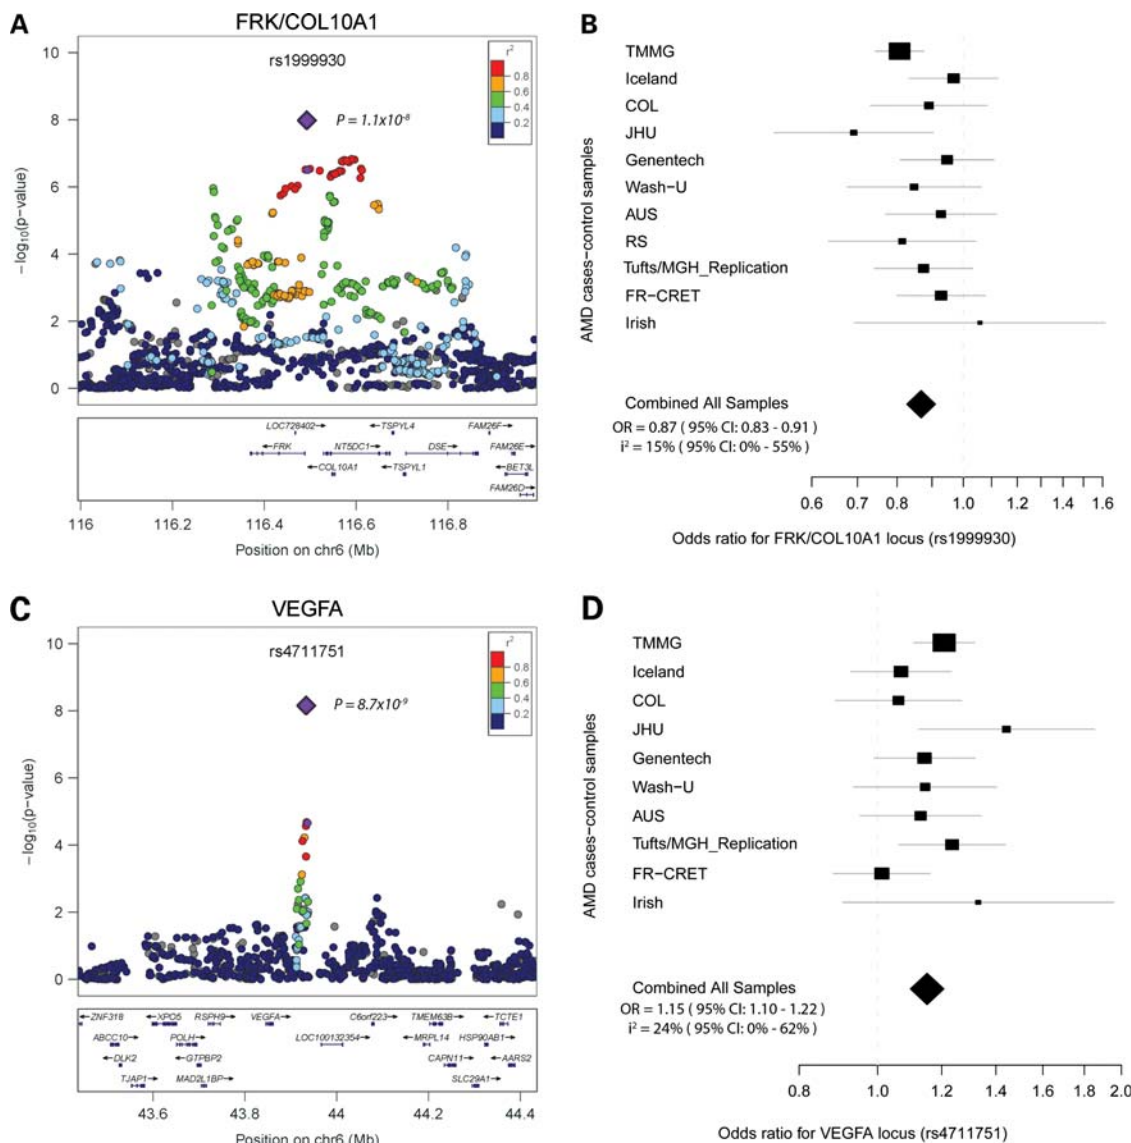 A
FRK/COL10A1
rs1999930
P = 1.1x10-8
r2
0.8
0.6
0.4
0.2
10
8
6
4
2
0
−log10(p−value)
LOC728402
TSPYL4
FAM26F
FRK
NT5DC1
DSE
FAM26E
COL10A1
TSPYL1
BET3L
FAM26D
116
116.2
116.4
116.6
116.8
Position on chr6 (Mb)
B
AMD cases−control samples
TMMG
Iceland
COL
JHU
Genentech
Wash−U
AUS
RS
Tufts/MGH_Replication
FR−CRET
Irish
Combined All Samples
OR = 0.87 ( 95% CI: 0.83 - 0.91)
i2 = 15% ( 95% CI: 0% - 55%)
0.6
0.8
1.0
1.2
1.4
1.6
Odds ratio for FRK/COL10A1 locus (rs1999930)
C
VEGFA
rs4711751
P = 8.7x10-9
r2
0.8
0.6
0.4
0.2
10
8
6
4
2
0
−log10(p−value)
ZNF318
XPO5
RSPH9
VEGFA
C6orf223
TMEM63B
TCTE1
ABCC10
POLH
LOC100132354
MRPL14
HSP90AB1
DLK2
GTPBP2
CAPN11
AARS2
TJAP1
MAD2L1BP
SLC29A1
43.6
43.8
44
44.2
44.4
Position on chr6 (Mb)
D
AMD cases−control samples
TMMG
Iceland
COL
JHU
Genentech
Wash−U
AUS
Tufts/MGH_Replication
FR−CRET
Irish
Combined All Samples
OR = 1.15 ( 95% CI: 1.10 - 1.22)
i2 = 24% ( 95% CI: 0% - 62%)
0.8
1.0
1.2
1.4
1.6
1.8
2.0
Odds ratio for VEGFA locus (rs4711751)